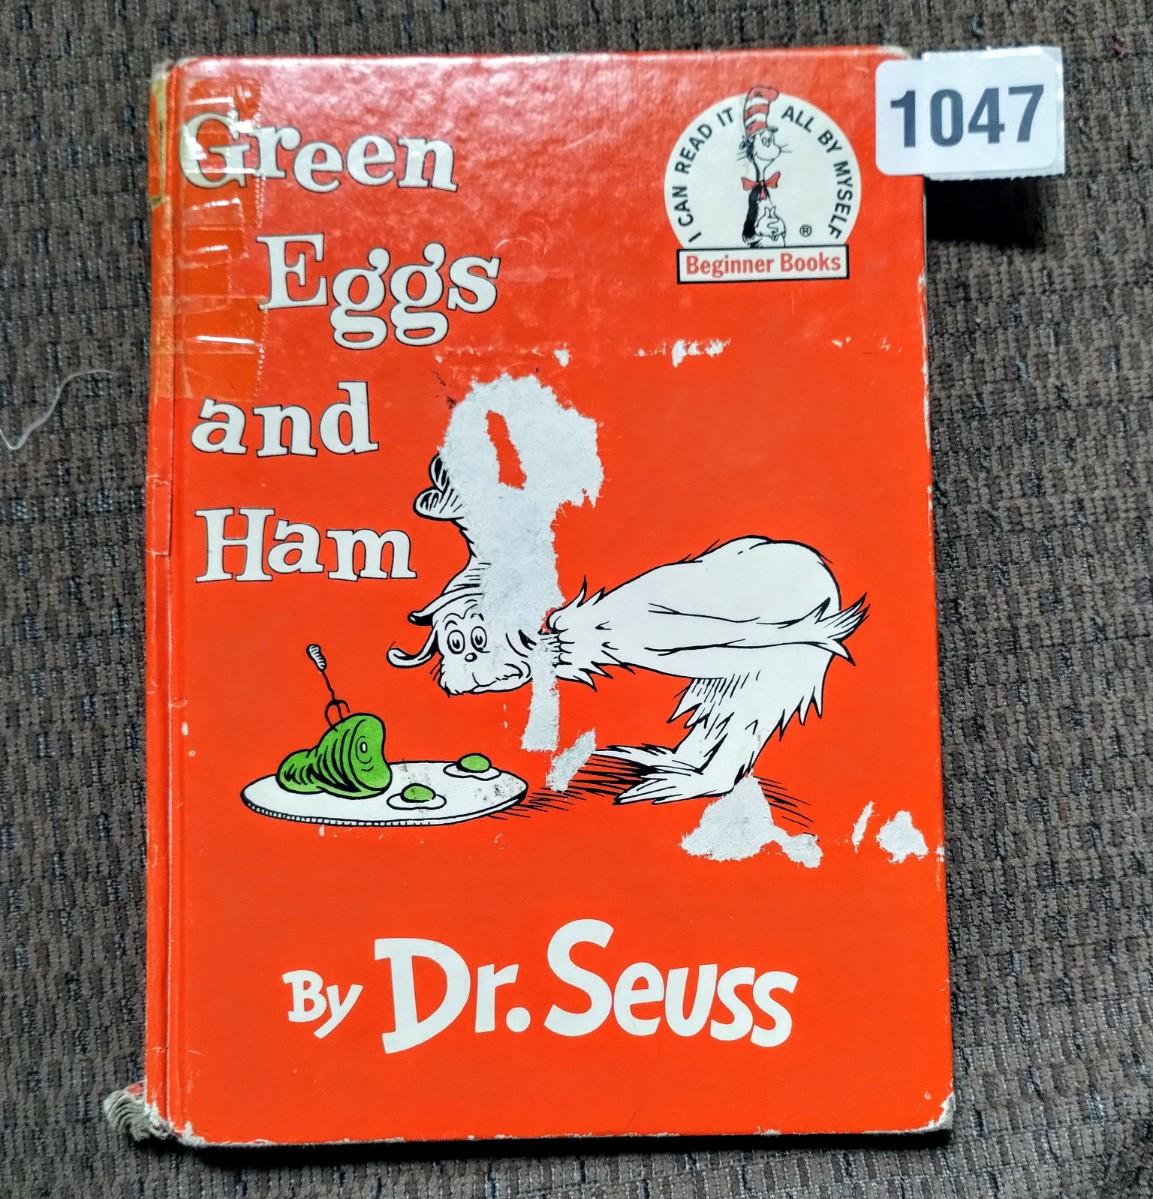 1047
I CAN READ IT ALL BY MYSELF
®
Beginner Books
Green
Eggs
and
Ham
By Dr. Seuss